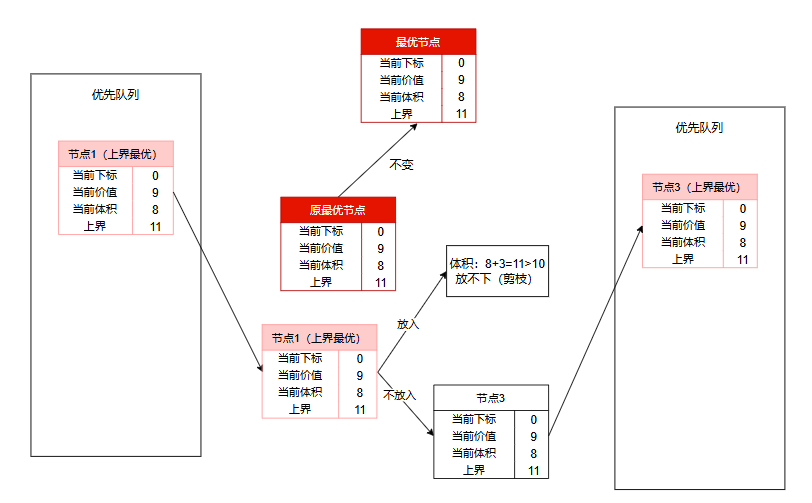 最优节点
当前下标 0
当前价值 9
当前体积 8
上界 11
优先队列
节点1（上界最优）
当前下标 0
当前价值 9
当前体积 8
上界 11
不变
原最优节点
当前下标 0
当前价值 9
当前体积 8
上界 11
节点1（上界最优）
当前下标 0
当前价值 9
当前体积 8
上界 11
放入
体积：8+3=11>10
放不下（剪枝）
不放入
节点3
当前下标 0
当前价值 9
当前体积 8
上界 11
优先队列
节点3（上界最优）
当前下标 0
当前价值 9
当前体积 8
上界 11